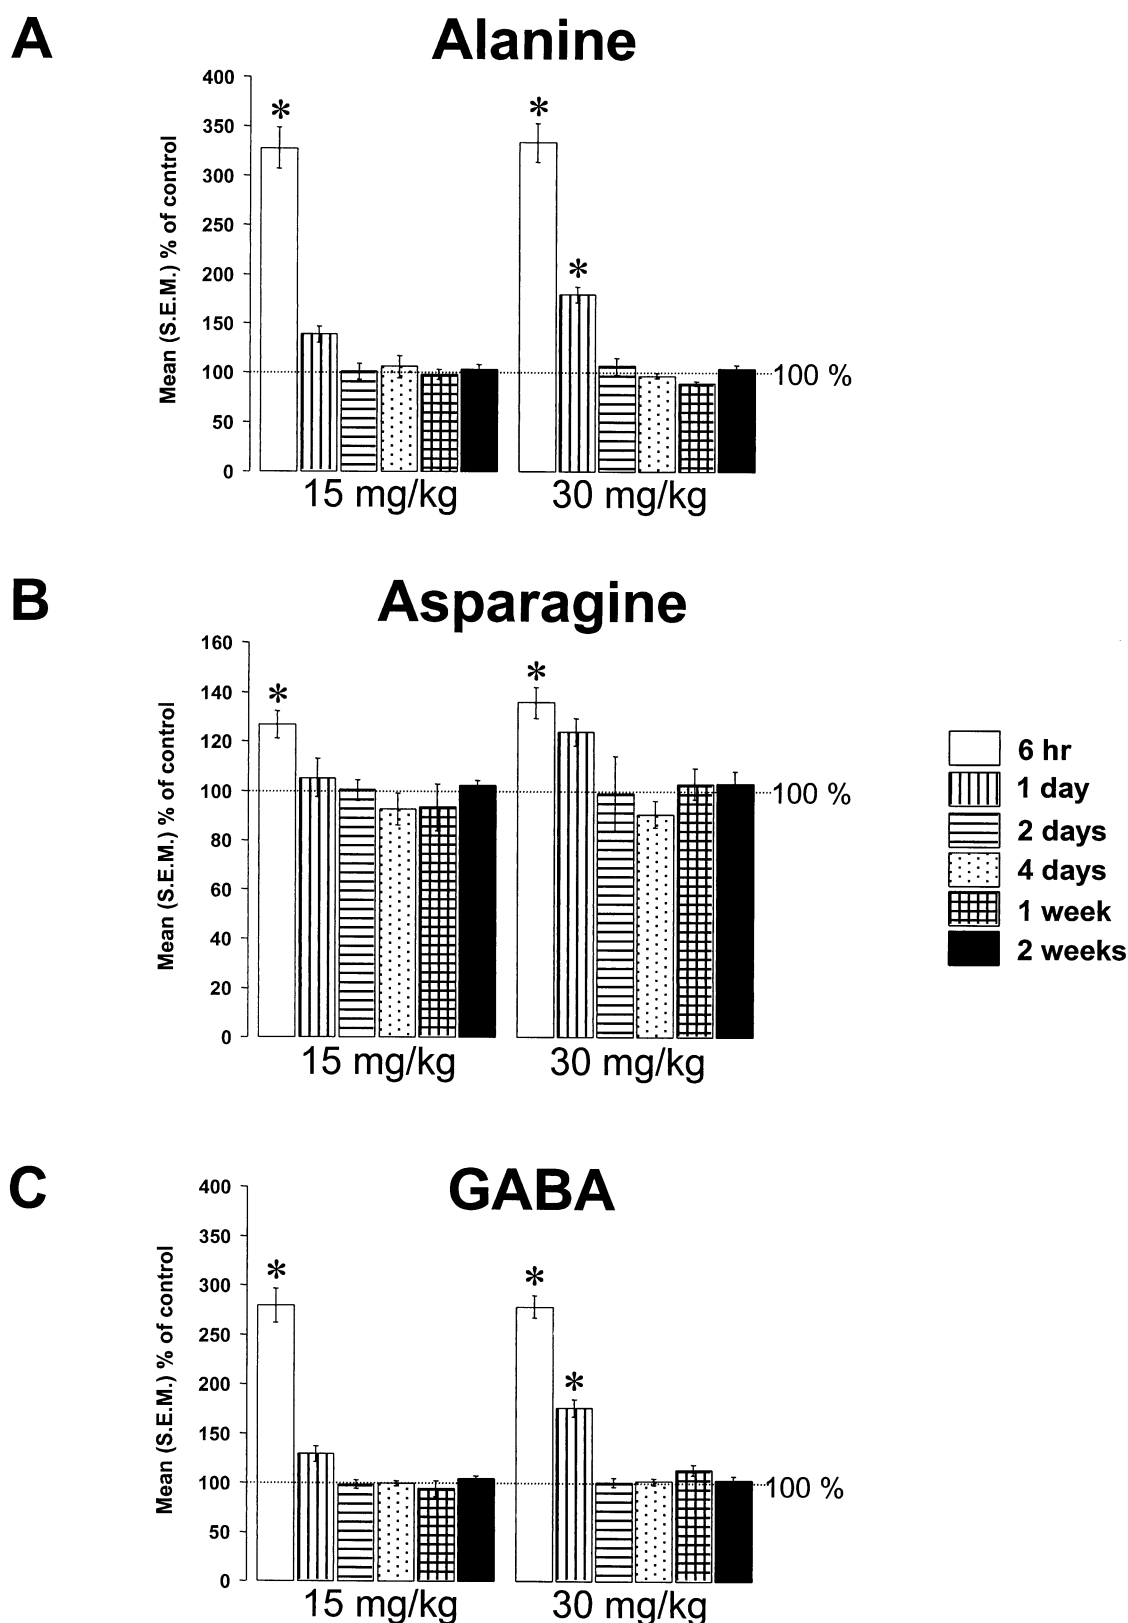 A
Alanine
Mean (S.E.M.) % of control
400
350
300
250
200
150
100
50
0
*
*
*
100 %
15 mg/kg
30 mg/kg
B
Asparagine
Mean (S.E.M.) % of control
160
140
120
100
80
60
40
20
0
*
*
100 %
15 mg/kg
30 mg/kg
6 hr
1 day
2 days
4 days
1 week
2 weeks
C
GABA
Mean (S.E.M.) % of control
400
350
300
250
200
150
100
50
0
*
*
*
100 %
15 mg/kg
30 mg/kg